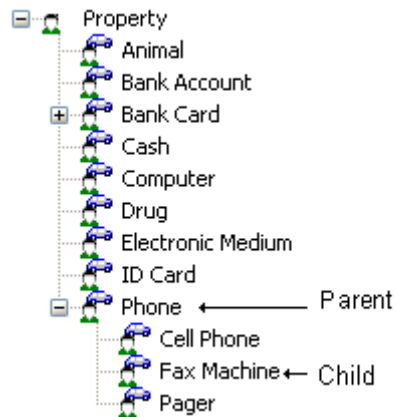 Property
Animal
Bank Account
Bank Card
Cash
Computer
Drug
Electronic Medium
ID Card
Phone Parent
Cell Phone
Fax Machine Child
Pager